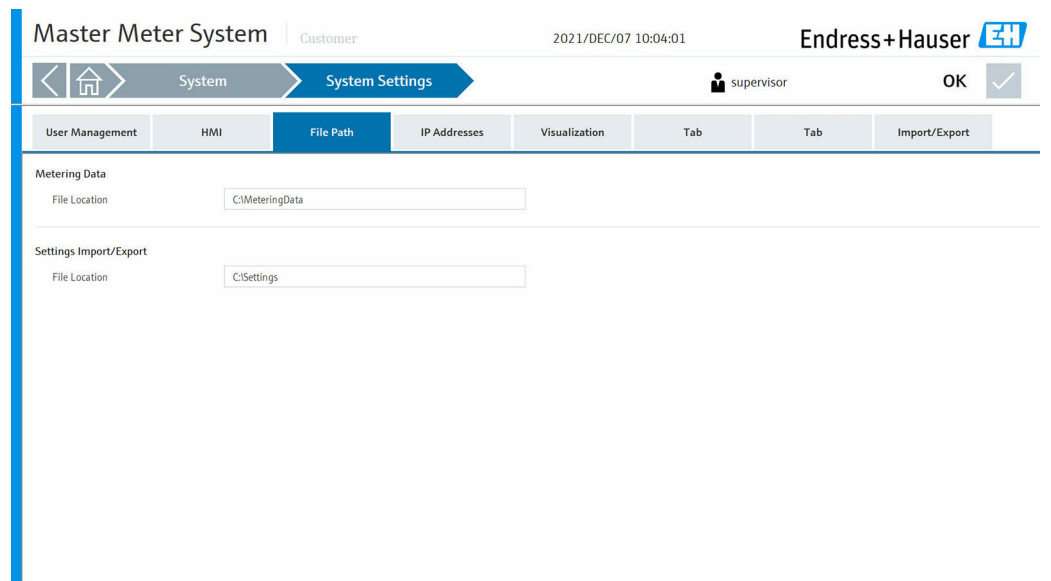 Master Meter System Customer 2021/DEC/07 10:04:01 Endress+Hauser EH
System System Settings supervisor OK
User Management HMI File Path IP Addresses Visualization Tab Tab Import/Export
Metering Data
File Location C:\MeteringData
Settings Import/Export
File Location C:\Settings